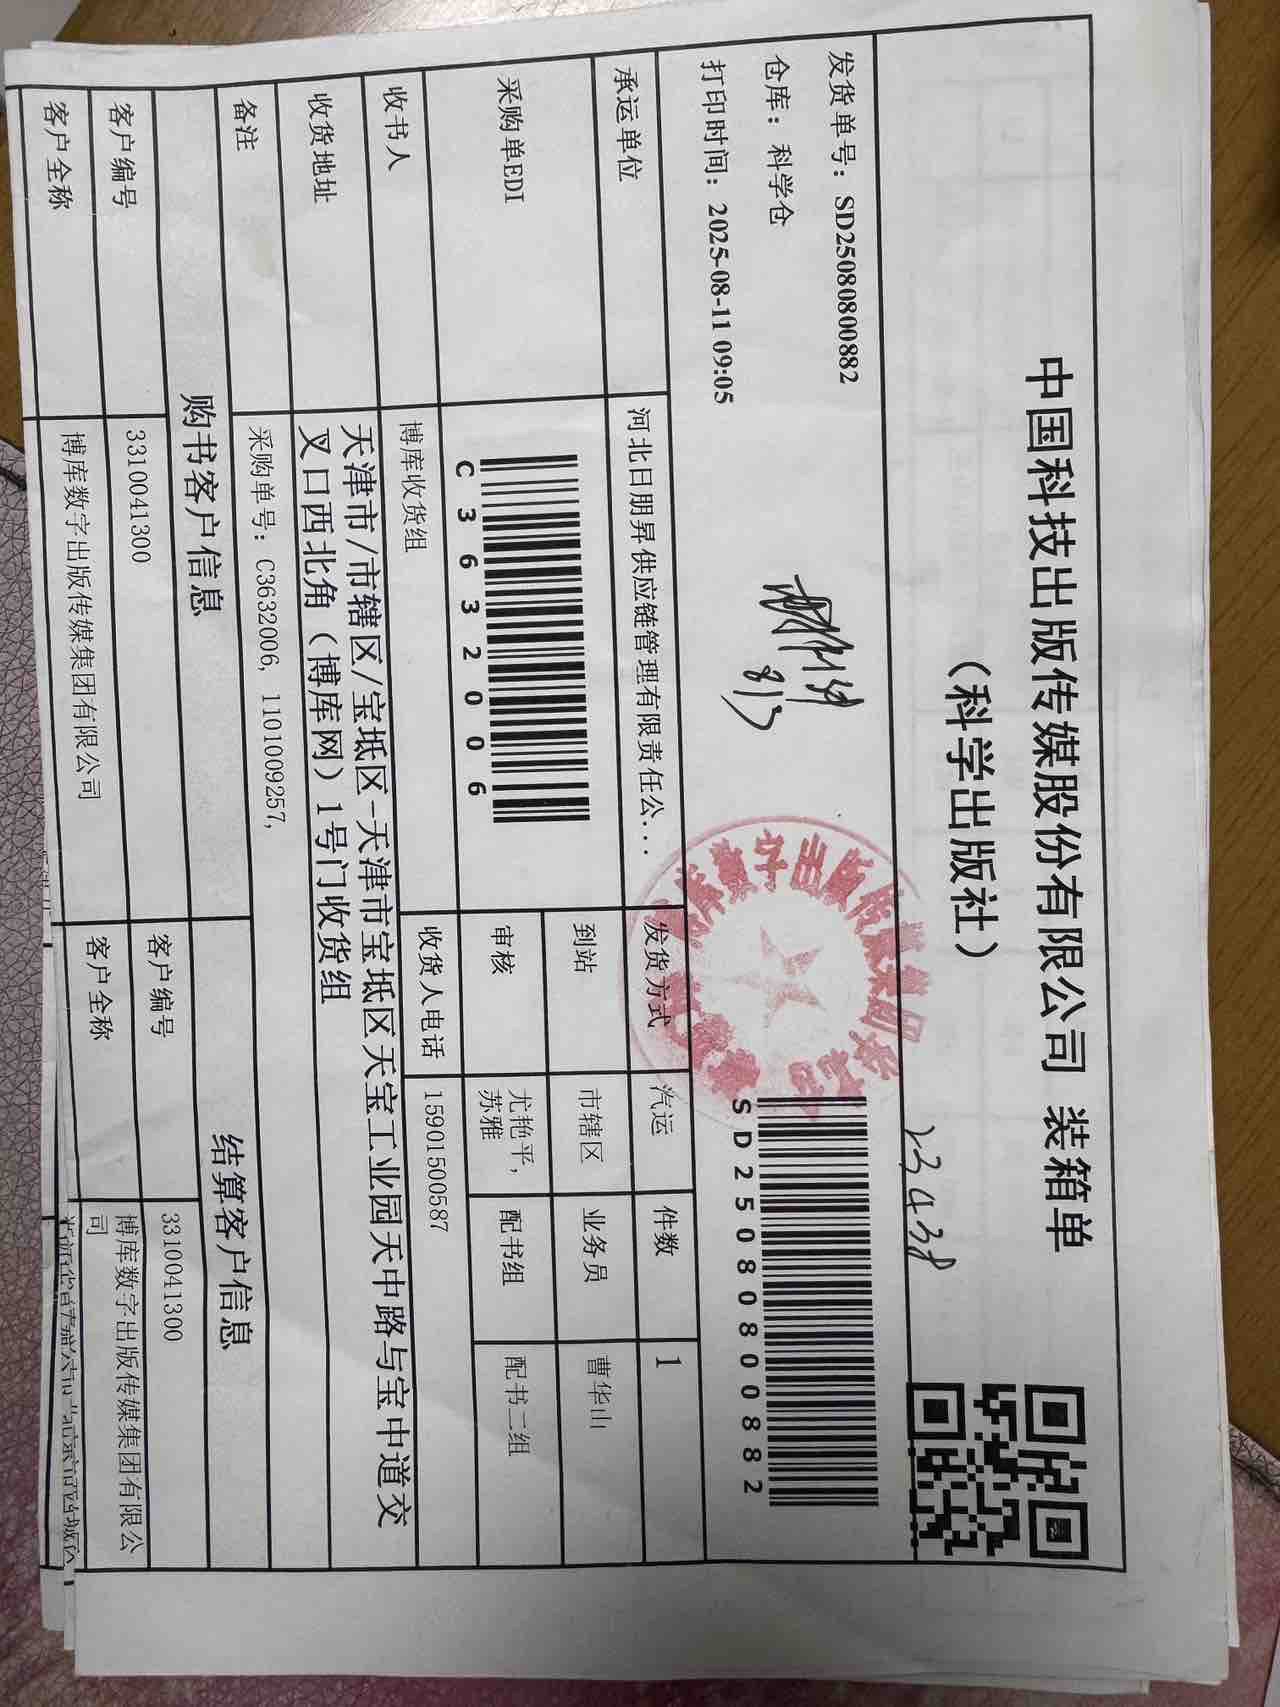 中国科技出版传媒股份有限公司 装箱单
（科学出版社）
23438
发货单号：SD25080800882
仓库：科学仓
打印时间：2025-08-11 09:05
8/13
SD25080800882
承运单位 河北日朋昇供应链管理有限责任公... 发货方式 汽运 件数 1
采购单EDI C3632006 到站 市辖区 业务员 曹华山
审核 尤艳平，苏雅 配书组 配书二组
收书人 博库收货组 收货人电话 15901500587
收货地址 天津市/市辖区/宝坻区-天津市宝坻区天宝工业园天中路与宝中道交
叉口西北角（博库网）1号门收货组
备注 采购单号：C3632006, 1101009257,
购书客户信息 结算客户信息
客户编号 3310041300 客户编号 3310041300
客户全称 博库数字出版传媒集团有限公司 客户全称 博库数字出版传媒集团有限公
司